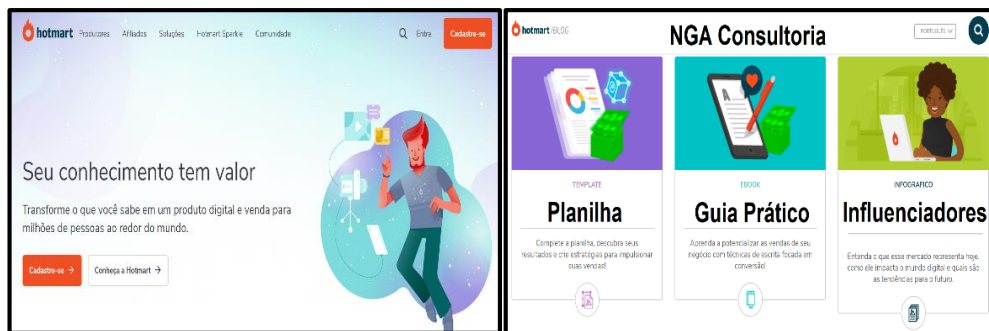 hotmart Produtores Afiliados Soluções Hotmart Sparkle Comunidade Entre Cadastre-se
Seu conhecimento tem valor
Transforme o que você sabe em um produto digital e venda para
milhões de pessoas ao redor do mundo.
Cadastre-se → Conheça a Hotmart →
hotmart /BLOG NGA Consultoria
TEMPLATE
Planilha
Complete a planilha, descubra seus
resultados e crie estratégias para impulsionar
suas vendas!
EBOOK
Guia Prático
Aprenda a potencializar as vendas de seu
negócio com técnicas de escrita focada em
conversão!
INFOGRÁFICO
Influenciadores
Entenda o que esse mercado representa hoje,
como ele impacta o mundo digital e quais são
as tendências para o futuro.